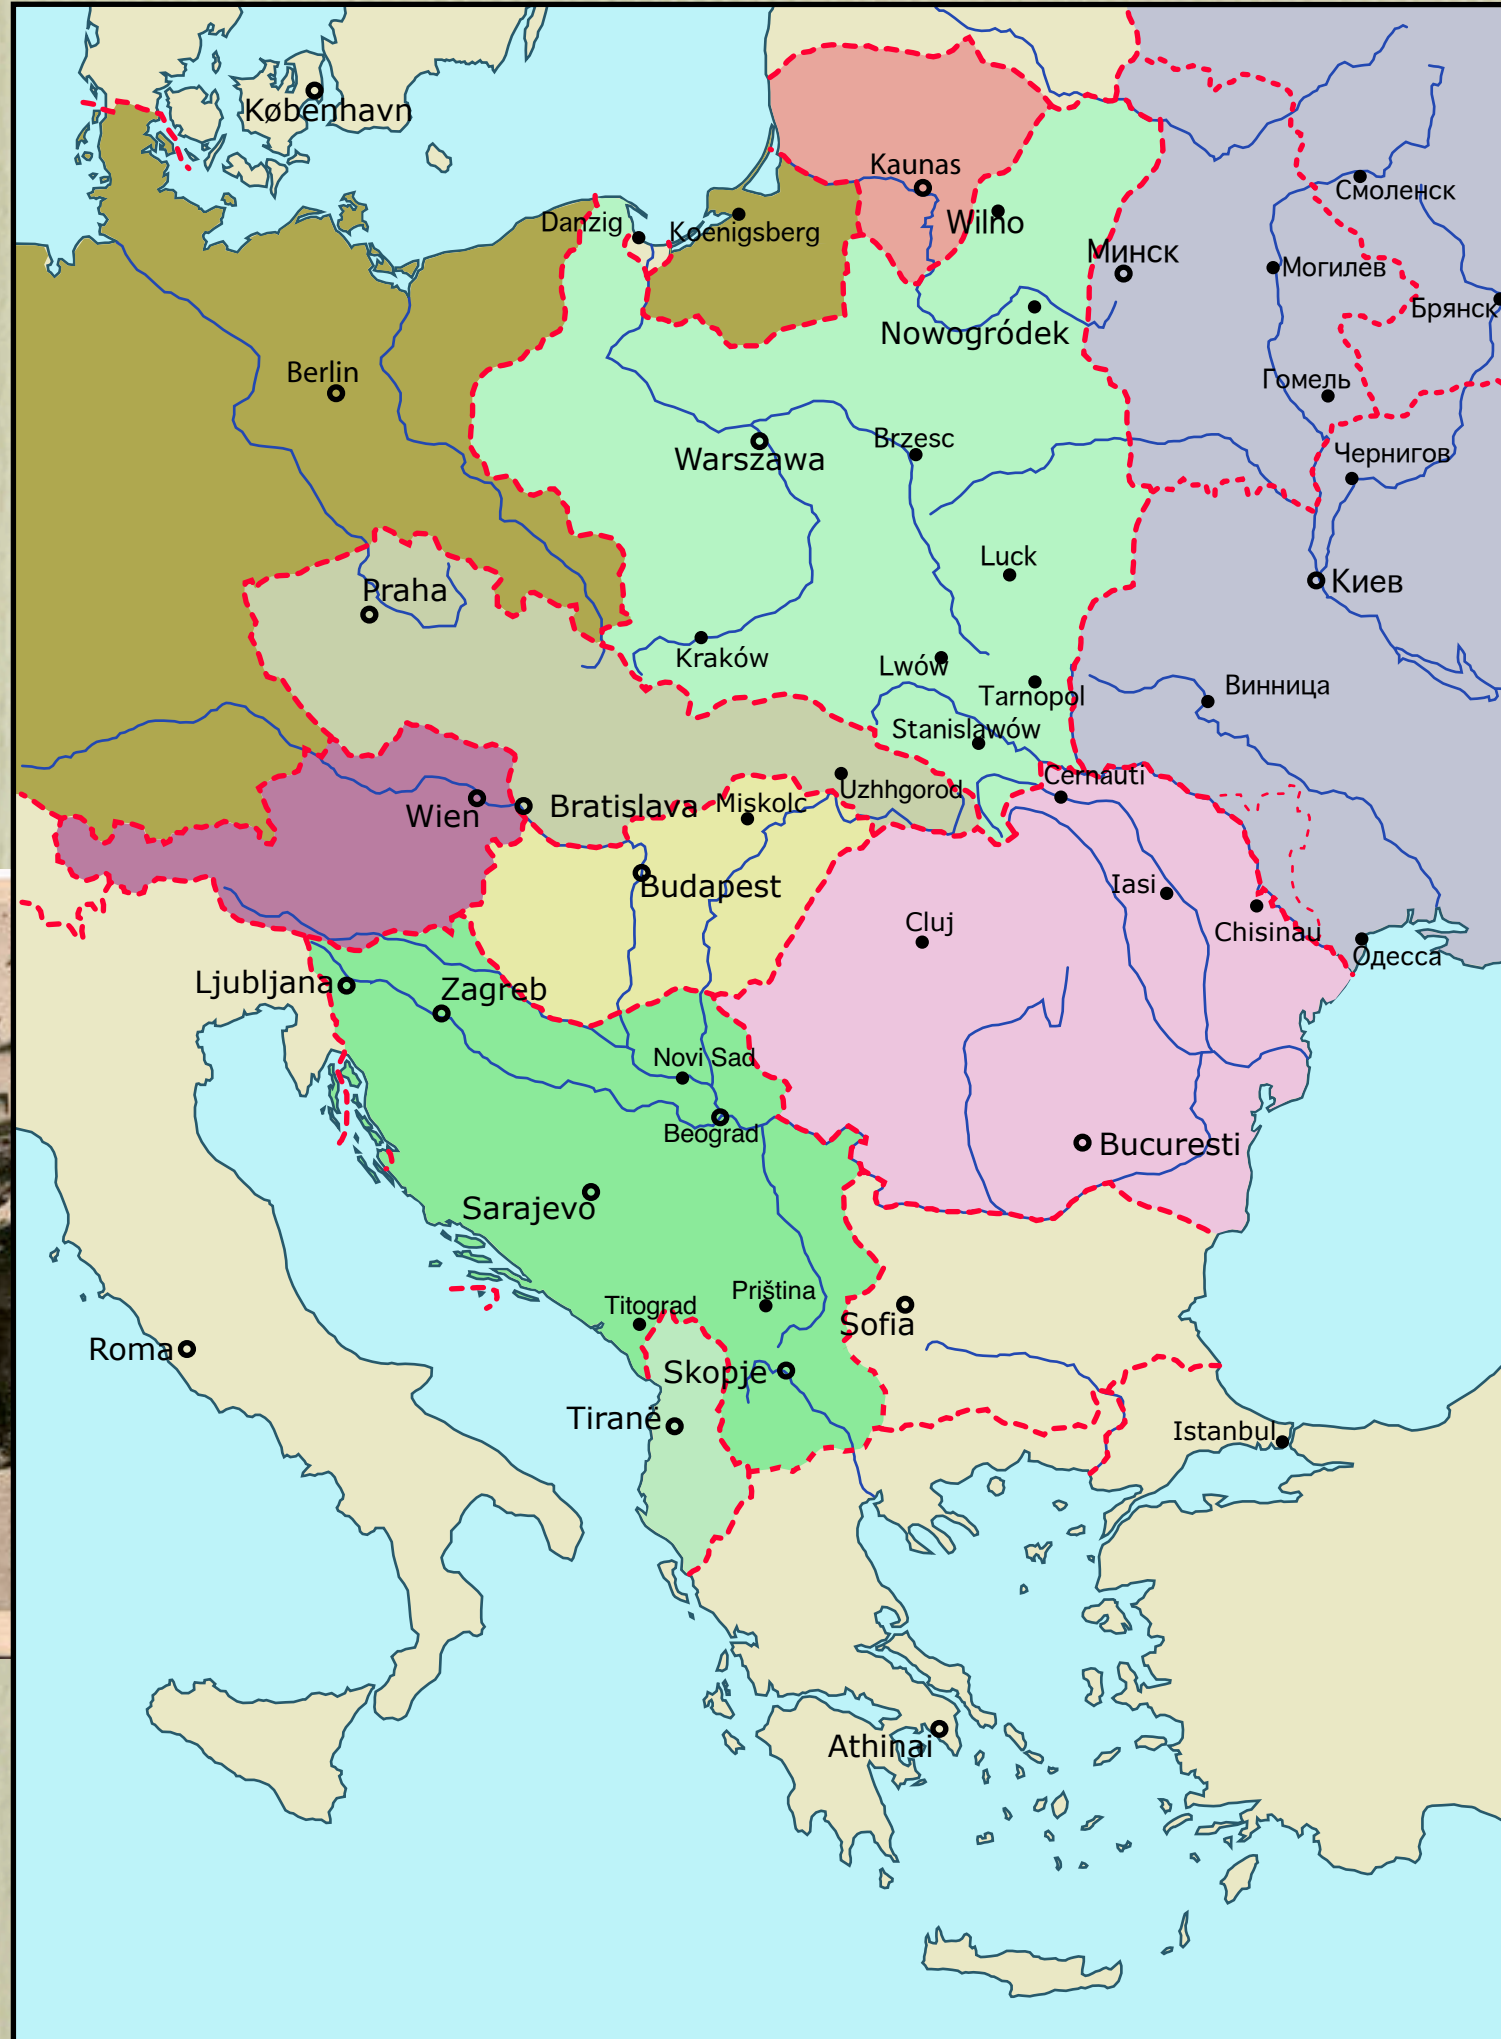 København
Kaunas
Смоленск
Danzig
Koenigsberg
Wilno
Минск
Могилев
Брянск
Nowogródek
Berlin
Гомель
Warszawa
Brzesc
Чернигов
Luck
Киев
Praha
Kraków
Lwów
Tarnopol
Винница
Stanislawów
Cernauti
Uzhhgorod
Wien
Bratislava
Miskolc
Budapest
Iasi
Cluj
Chisinau
Одесса
Ljubljana
Zagreb
Novi Sad
Beograd
Bucuresti
Sarajevo
Priština
Titograd
Sofia
Roma
Skopje
Tiranë
Istanbul
Athinai